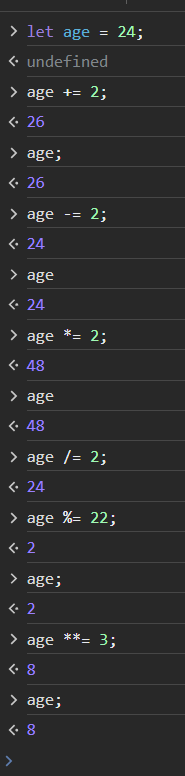 > let age = 24;
<· undefined
> age += 2;
<· 26
> age;
<· 26
> age -= 2;
<· 24
> age
<· 24
> age *= 2;
<· 48
> age
<· 48
> age /= 2;
<· 24
> age %= 22;
<· 2
> age;
<· 2
> age **= 3;
<· 8
> age;
<· 8
>